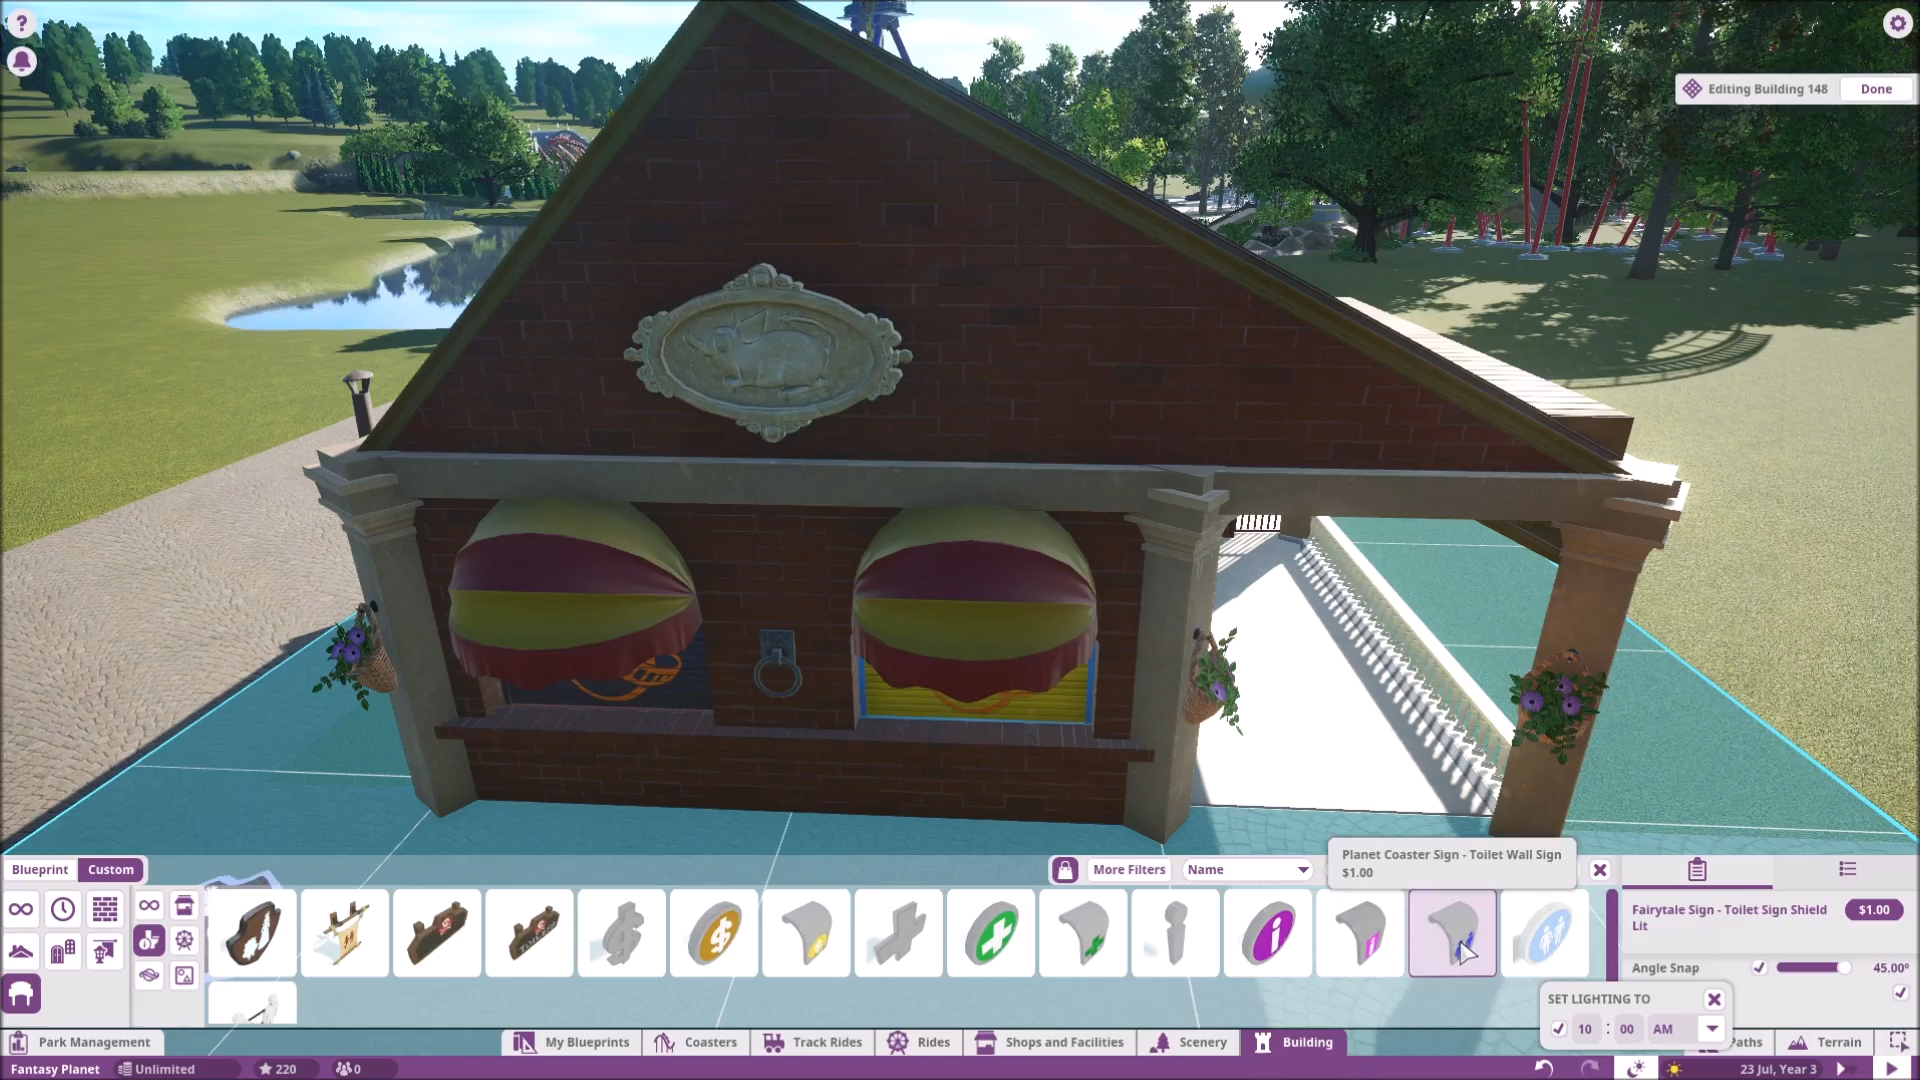 ?
Editing Building 148
Done
Blueprint
Custom
More Filters
Name
Planet Coaster Sign - Toilet Wall Sign
$1.00
Fairytale Sign - Toilet Sign Shield
Lit
$1.00
Angle Snap
45.00°
SET LIGHTING TO
10 : 00 AM
Park Management
My Blueprints
Coasters
Track Rides
Rides
Shops and Facilities
Scenery
Building
Paths
Terrain
Fantasy Planet
Unlimited
220
0
23 Jul, Year 3